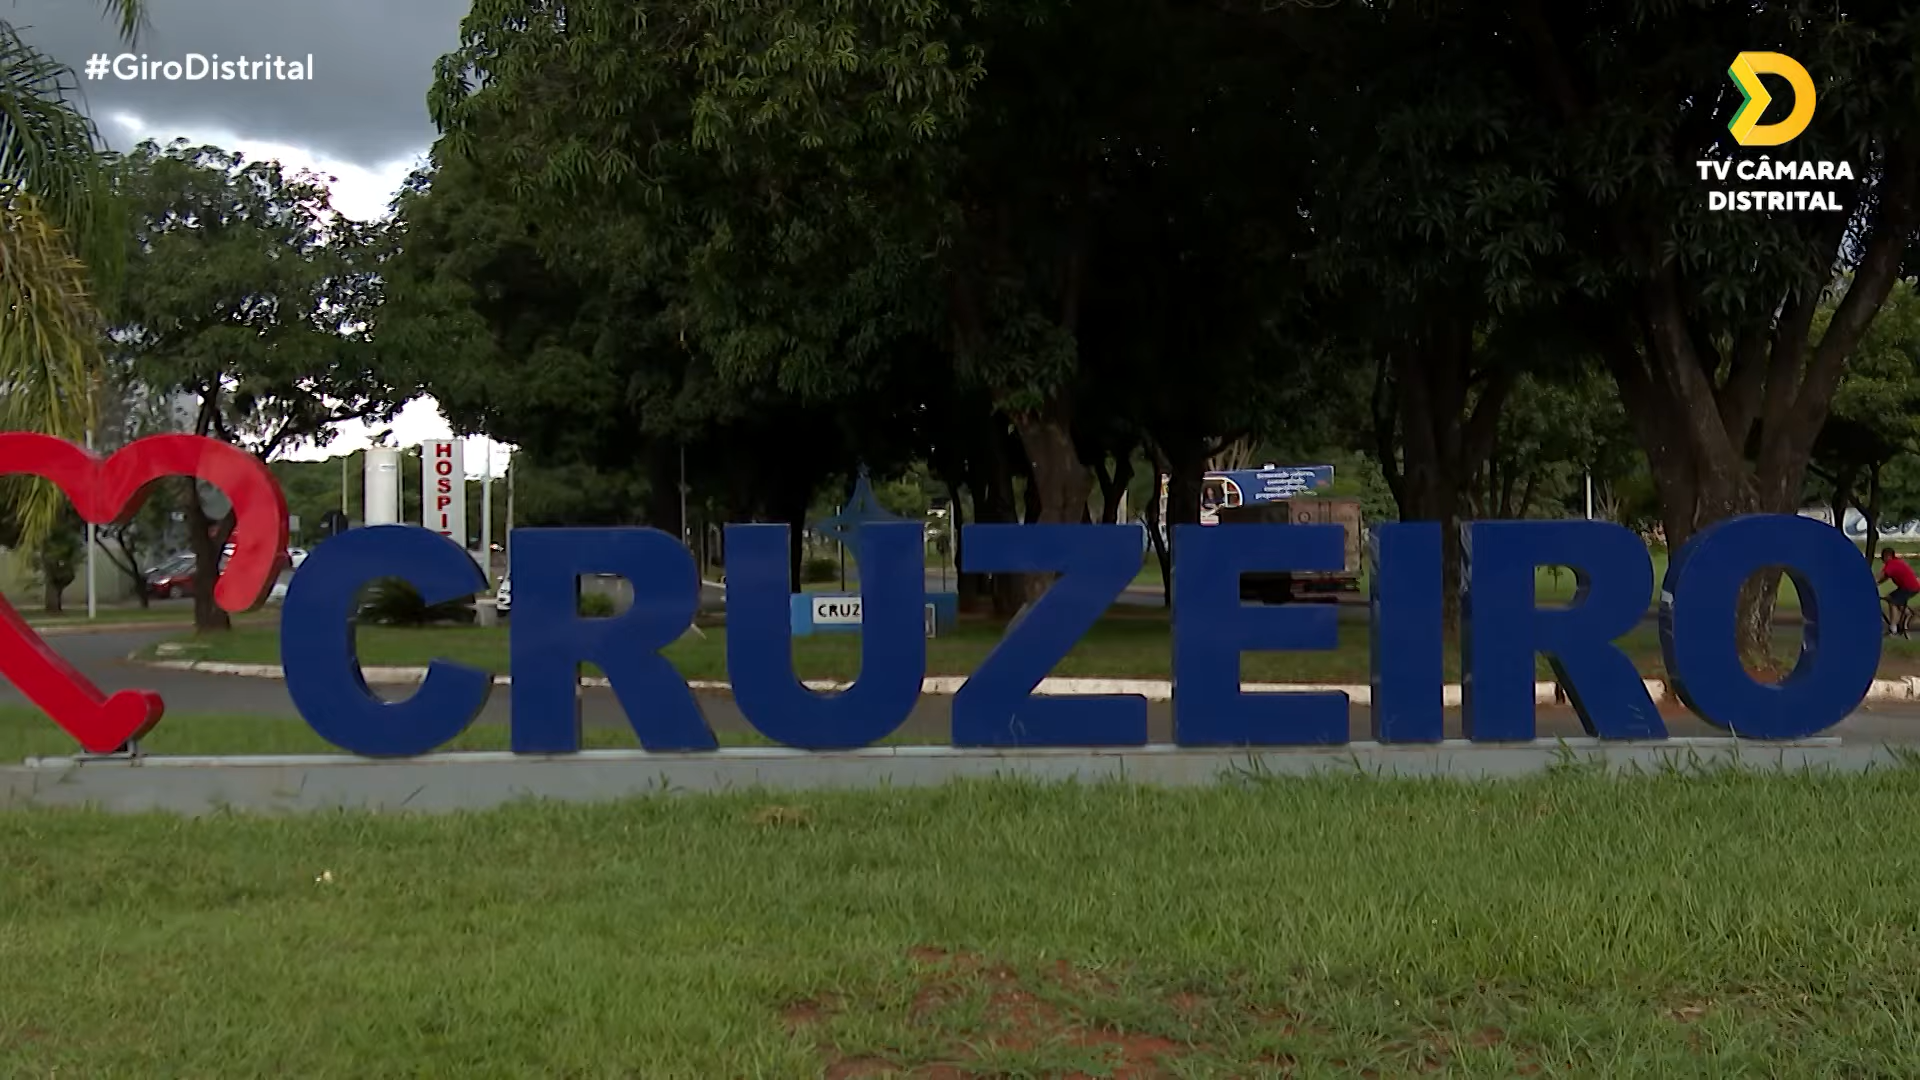 #GiroDistrital
TV CÂMARA
DISTRITAL
HOSPI
CRUZEIRO
CRUZ